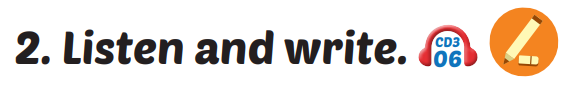 2. Listen and write. CD3
06